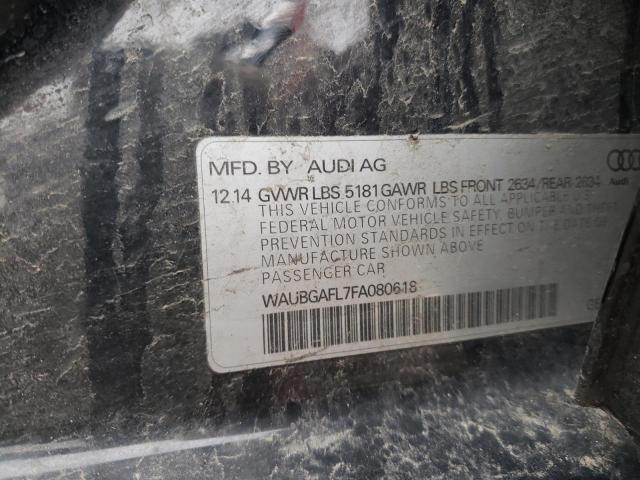 MFD. BY AUDI AG
12.14 GVWR LBS 5181 GAWR LBS FRONT 2634/REAR 2634
THIS VEHICLE CONFORMS TO ALL APPLICABLE U.S.
FEDERAL MOTOR VEHICLE SAFETY, BUMPER AND THEFT
PREVENTION STANDARDS IN EFFECT ON THE DATE OF
MANUFACTURE SHOWN ABOVE
PASSENGER CAR
WAUBGAFL7FA080618
Audi